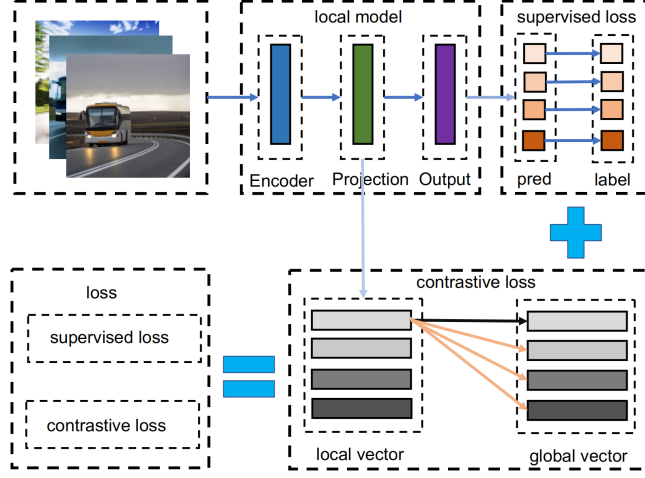 local model
supervised loss
Encoder
Projection
Output
pred
label
loss
supervised loss
contrastive loss
contrastive loss
local vector
global vector